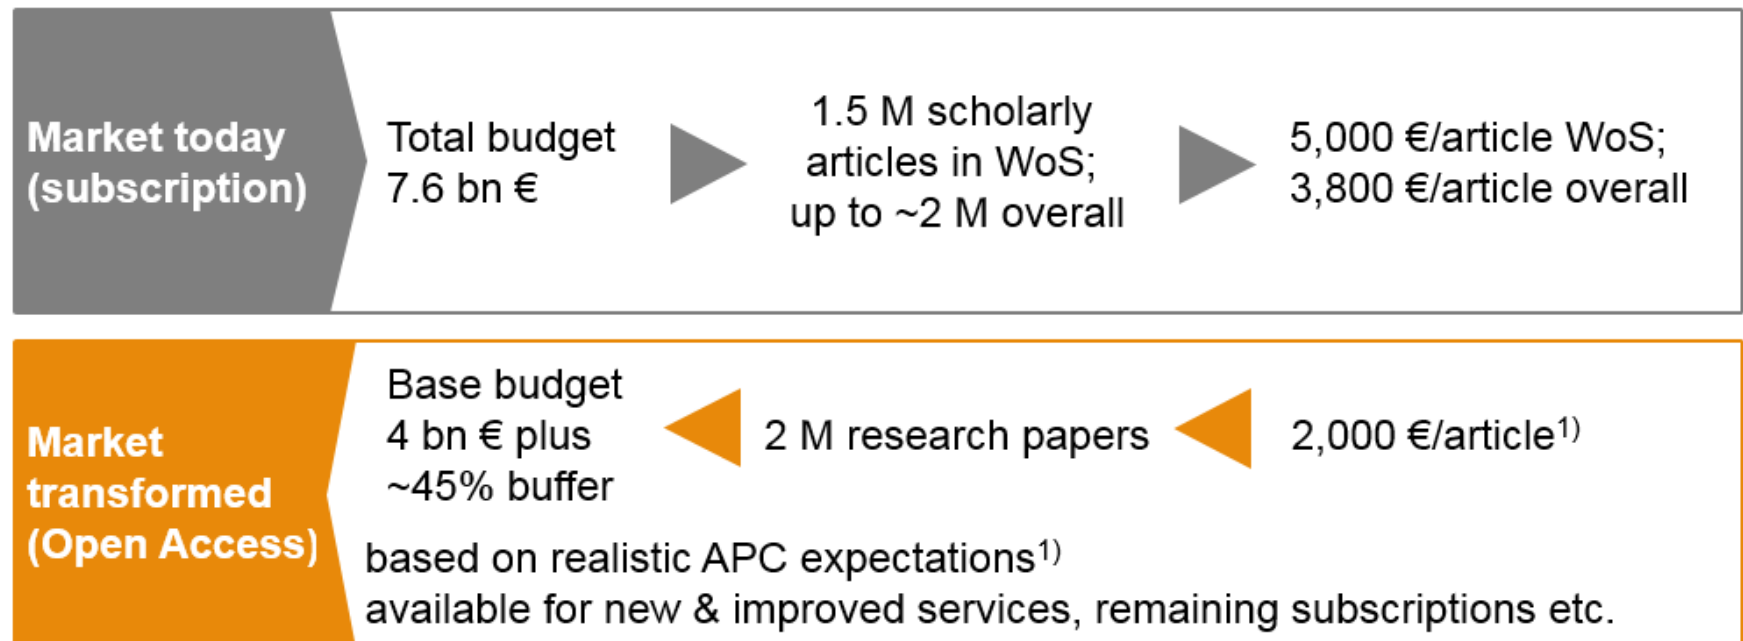 Market today
(subscription)
Total budget
7.6 bn €
1.5 M scholarly
articles in WoS;
up to ~2 M overall
5,000 €/article WoS;
3,800 €/article overall
Market
transformed
(Open Access)
Base budget
4 bn € plus
~45% buffer
2 M research papers
2,000 €/article1)
based on realistic APC expectations1)
available for new & improved services, remaining subscriptions etc.